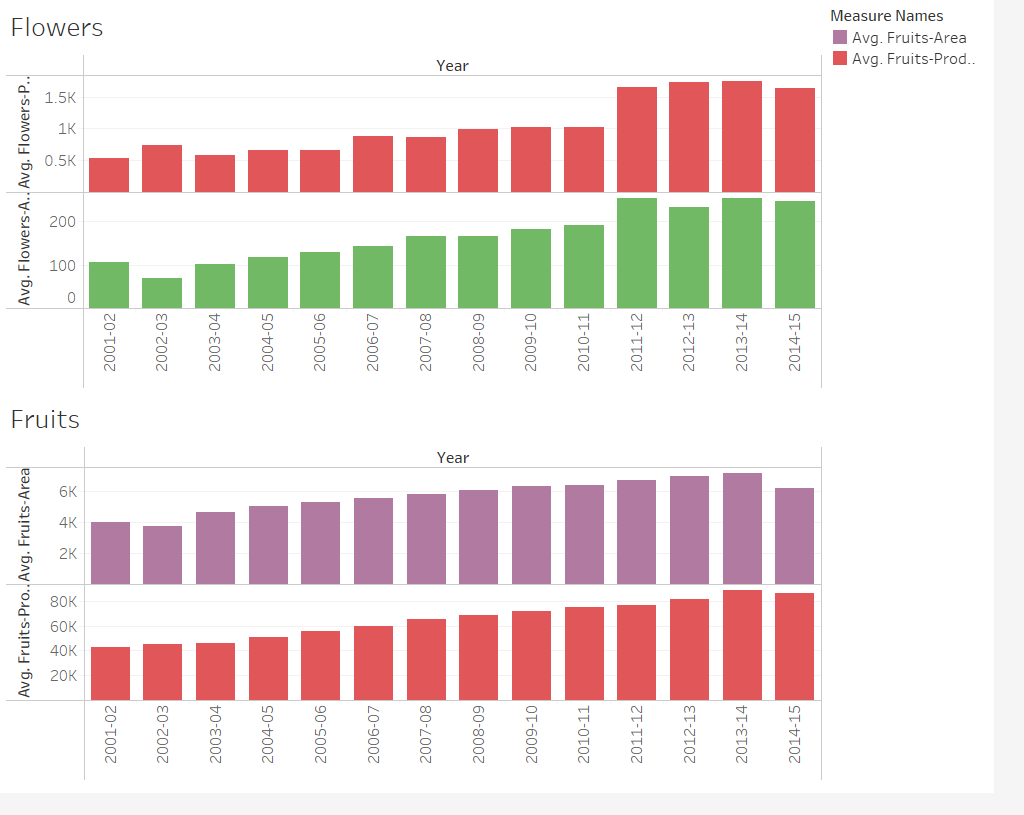 Flowers
Measure Names
Avg. Fruits-Area
Avg. Fruits-Prod..
Year
Avg. Flowers-P..
1.5K
1K
0.5K
Avg. Flowers-A..
200
100
0
2001-02
2002-03
2003-04
2004-05
2005-06
2006-07
2007-08
2008-09
2009-10
2010-11
2011-12
2012-13
2013-14
2014-15
Fruits
Year
Avg. Fruits-Area
6K
4K
2K
Avg. Fruits-Pro..
80K
60K
40K
20K
2001-02
2002-03
2003-04
2004-05
2005-06
2006-07
2007-08
2008-09
2009-10
2010-11
2011-12
2012-13
2013-14
2014-15